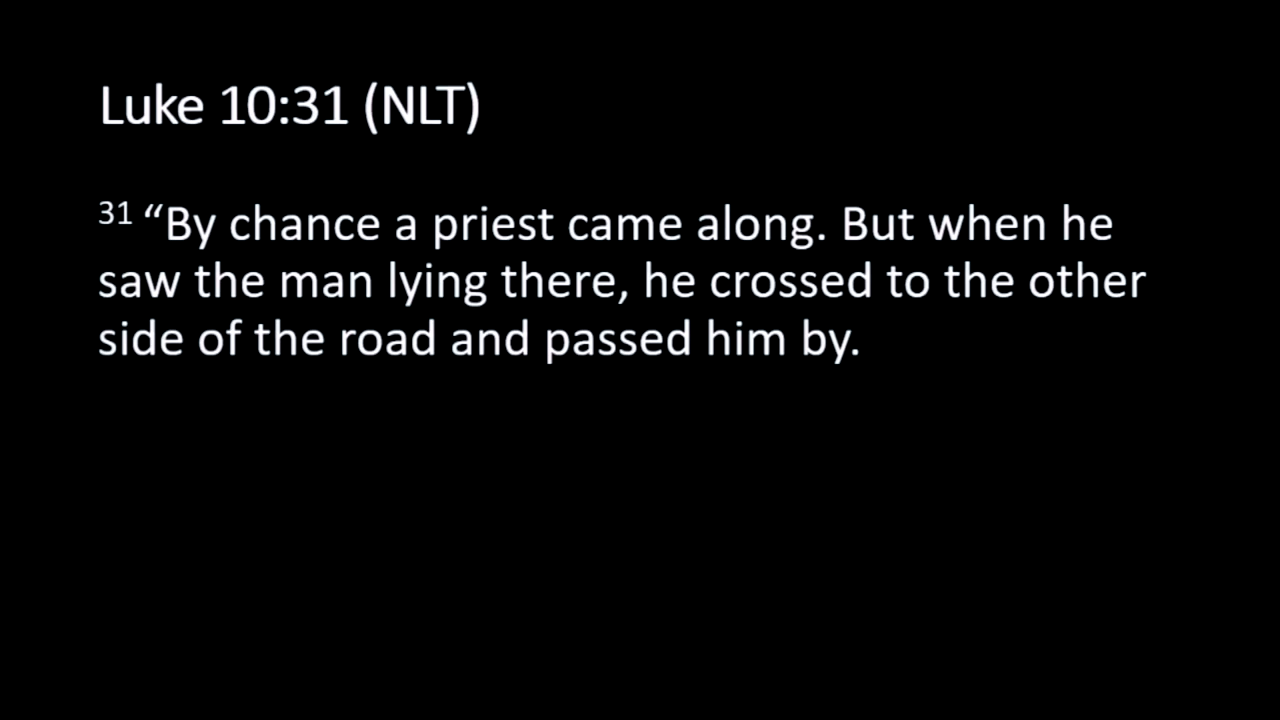 Luke 10:31 (NLT)
31 “By chance a priest came along. But when he
saw the man lying there, he crossed to the other
side of the road and passed him by.